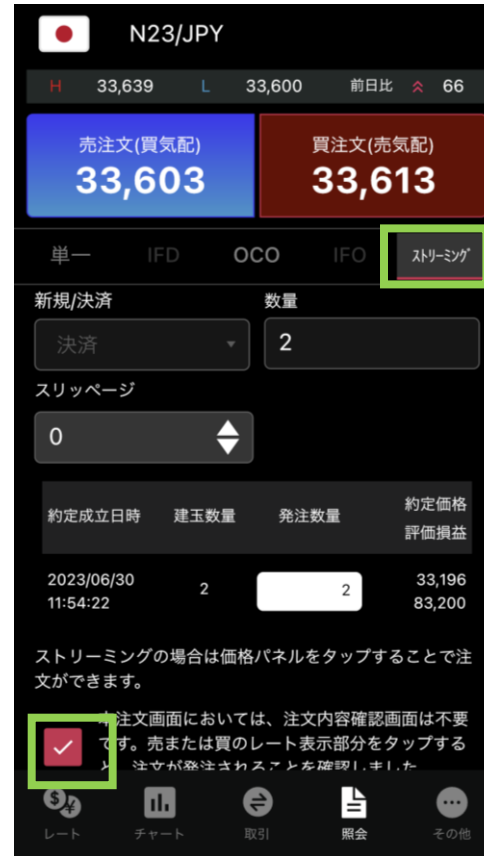 N23/JPY
H 33,639 L 33,600 前日比 66
売注文(買気配) 買注文(売気配)
33,603 33,613
単一 IFD OCO IFO ｽﾄﾘｰﾐﾝｸﾞ
新規/決済 数量
決済 2
スリッページ
0
約定成立日時 建玉数量 発注数量 約定価格
評価損益
2023/06/30 2 2 33,196
11:54:22 83,200
ストリーミングの場合は価格パネルをタップすることで注
文ができます。
本注文画面においては、注文内容確認画面は不要
です。売または買のレート表示部分をタップする
と、注文が発注されることを確認しました
レート チャート 取引 照会 その他